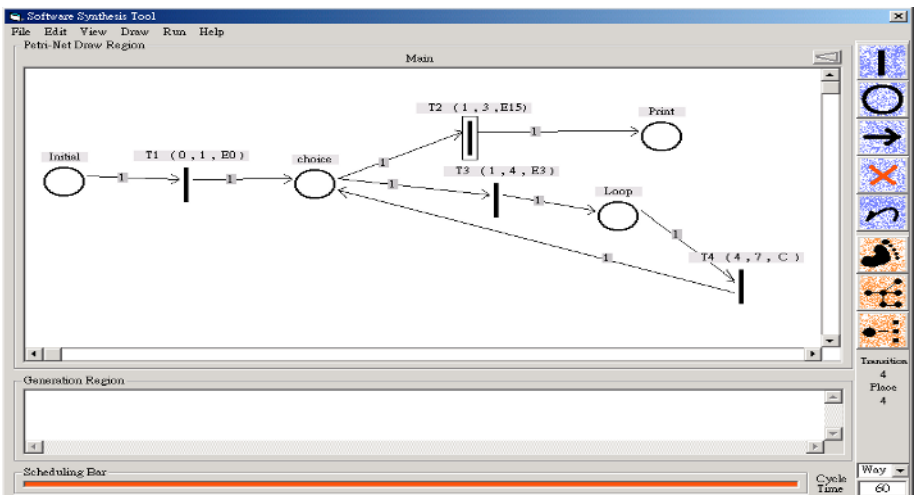 Software Synthesis Tool
File Edit View Draw Run Help
Petri-Net Draw Region
Main
T2 (1,3,E15)
Print
1
Initial
T1 (0,1,E0)
choice
1
1
1
1
T3 (1,4,E3)
1
Loop
1
1
T4 (4,7,C)
Transition
4
Place
4
Generation Region
Scheduling Bar
Cycle
Time
Way
60